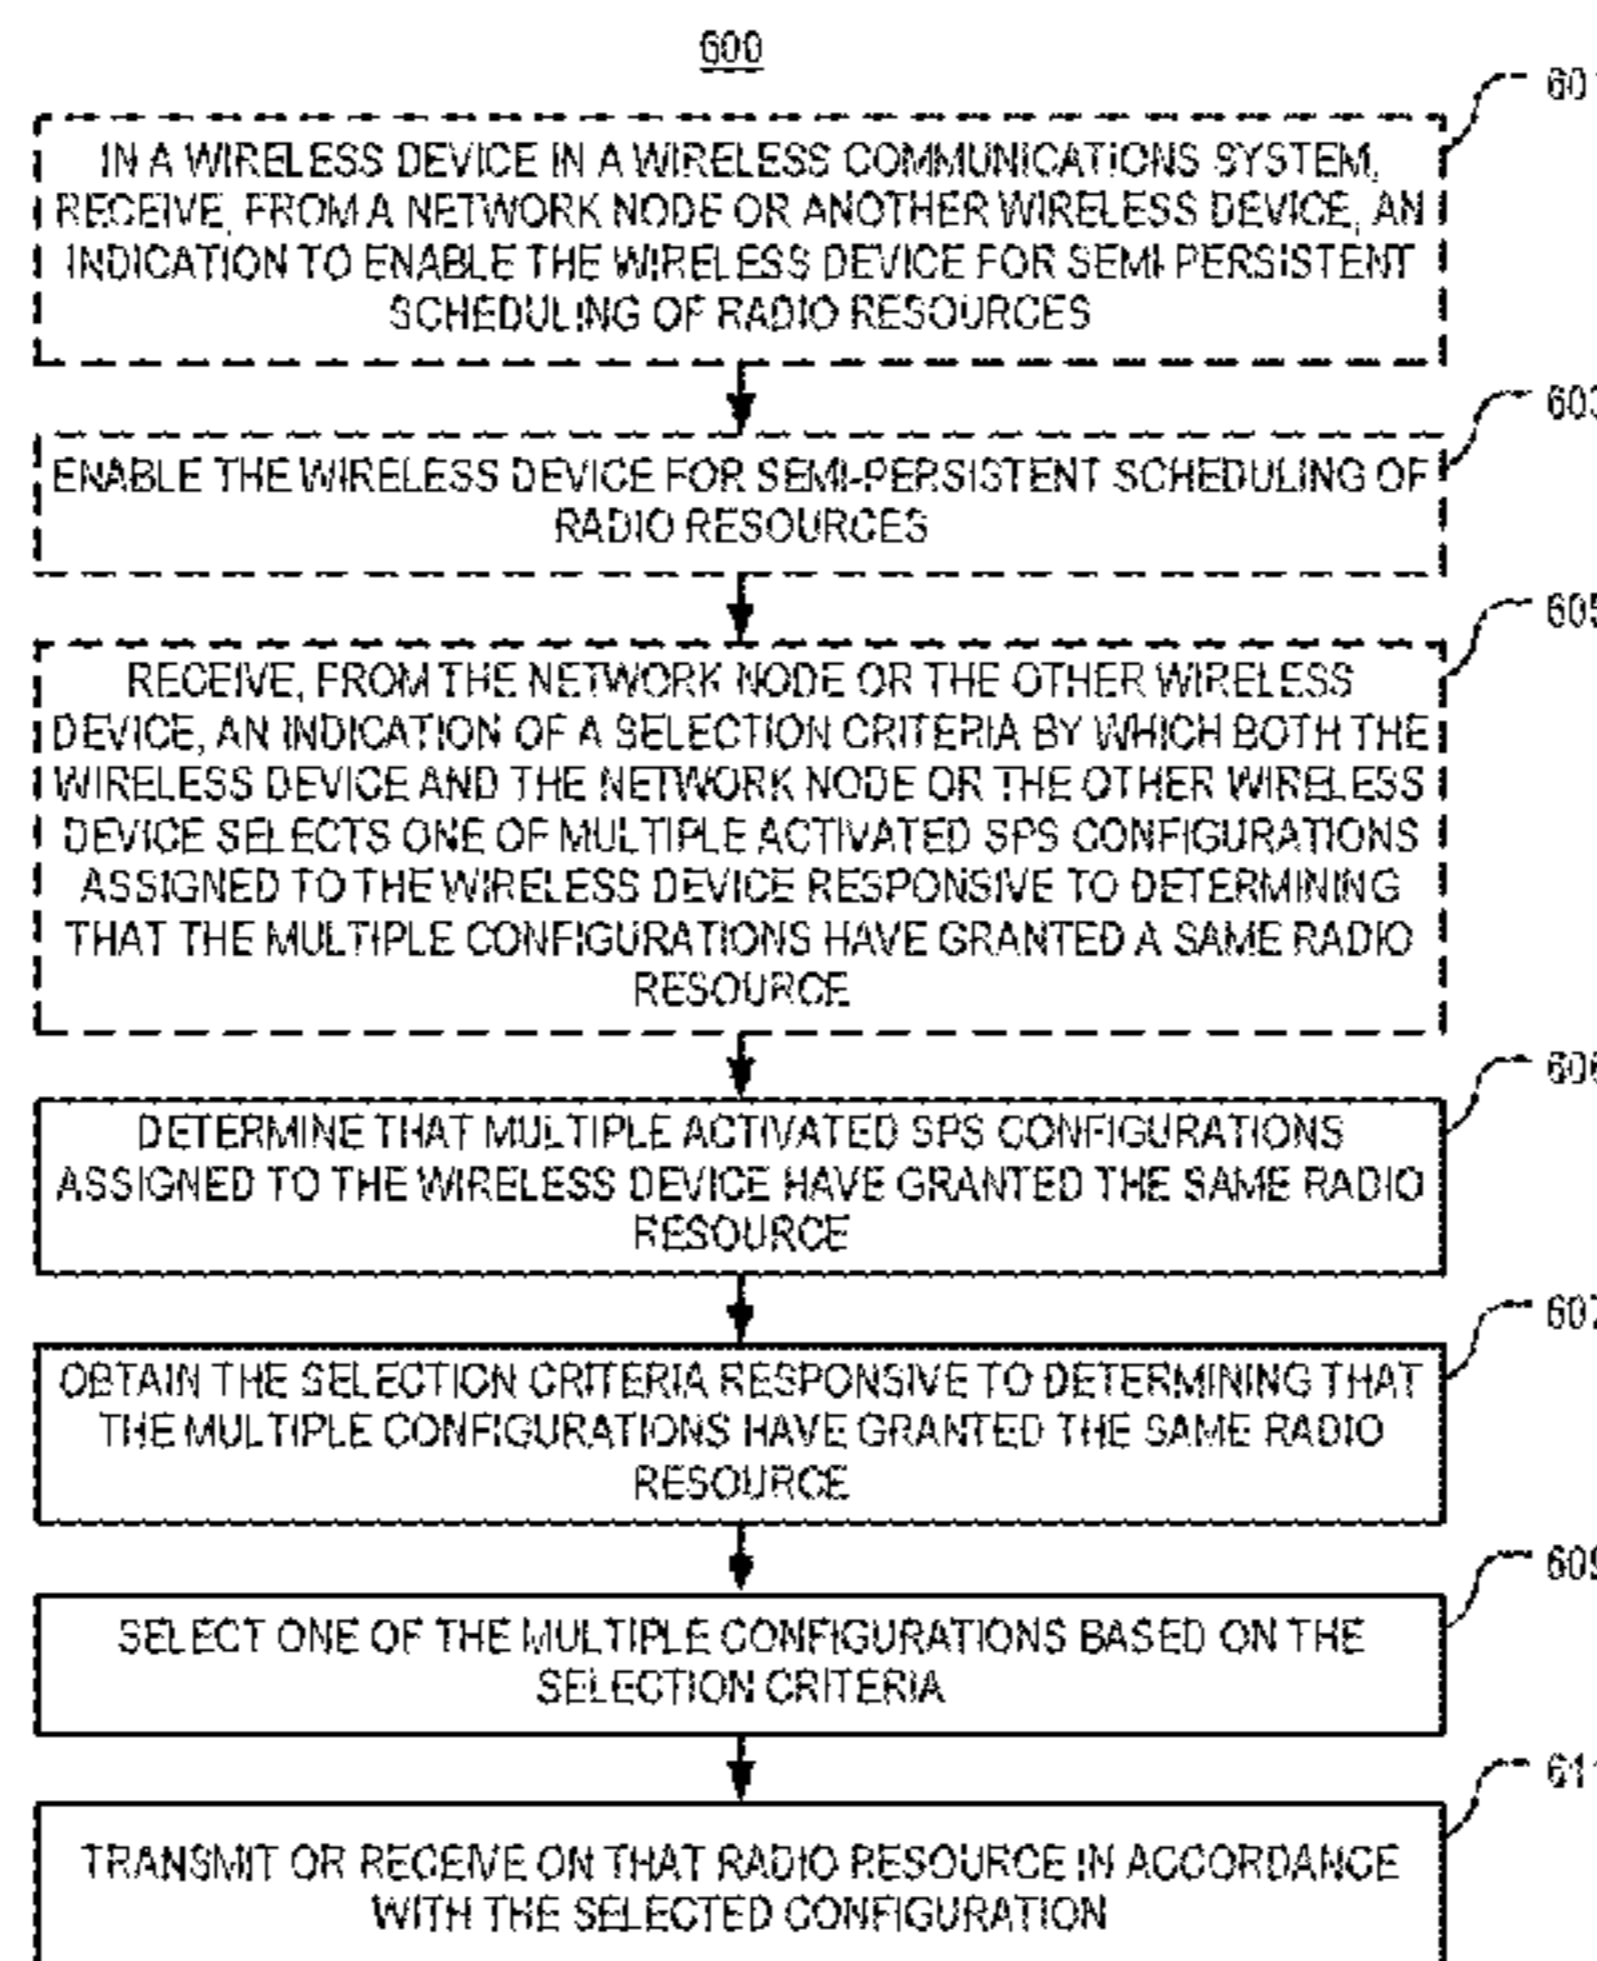 600
601
IN A WIRELESS DEVICE IN A WIRELESS COMMUNICATIONS SYSTEM,
RECEIVE, FROM A NETWORK NODE OR ANOTHER WIRELESS DEVICE, AN
INDICATION TO ENABLE THE WIRELESS DEVICE FOR SEMI-PERSISTENT
SCHEDULING OF RADIO RESOURCES
603
ENABLE THE WIRELESS DEVICE FOR SEMI-PERSISTENT SCHEDULING OF
RADIO RESOURCES
605
RECEIVE, FROM THE NETWORK NODE OR THE OTHER WIRELESS
DEVICE, AN INDICATION OF A SELECTION CRITERIA BY WHICH BOTH THE
WIRELESS DEVICE AND THE NETWORK NODE OR THE OTHER WIRELESS
DEVICE SELECTS ONE OF MULTIPLE ACTIVATED SPS CONFIGURATIONS
ASSIGNED TO THE WIRELESS DEVICE RESPONSIVE TO DETERMINING
THAT THE MULTIPLE CONFIGURATIONS HAVE GRANTED A SAME RADIO
RESOURCE
606
DETERMINE THAT MULTIPLE ACTIVATED SPS CONFIGURATIONS
ASSIGNED TO THE WIRELESS DEVICE HAVE GRANTED THE SAME RADIO
RESOURCE
607
OBTAIN THE SELECTION CRITERIA RESPONSIVE TO DETERMINING THAT
THE MULTIPLE CONFIGURATIONS HAVE GRANTED THE SAME RADIO
RESOURCE
609
SELECT ONE OF THE MULTIPLE CONFIGURATIONS BASED ON THE
SELECTION CRITERIA
611
TRANSMIT OR RECEIVE ON THAT RADIO RESOURCE IN ACCORDANCE
WITH THE SELECTED CONFIGURATION